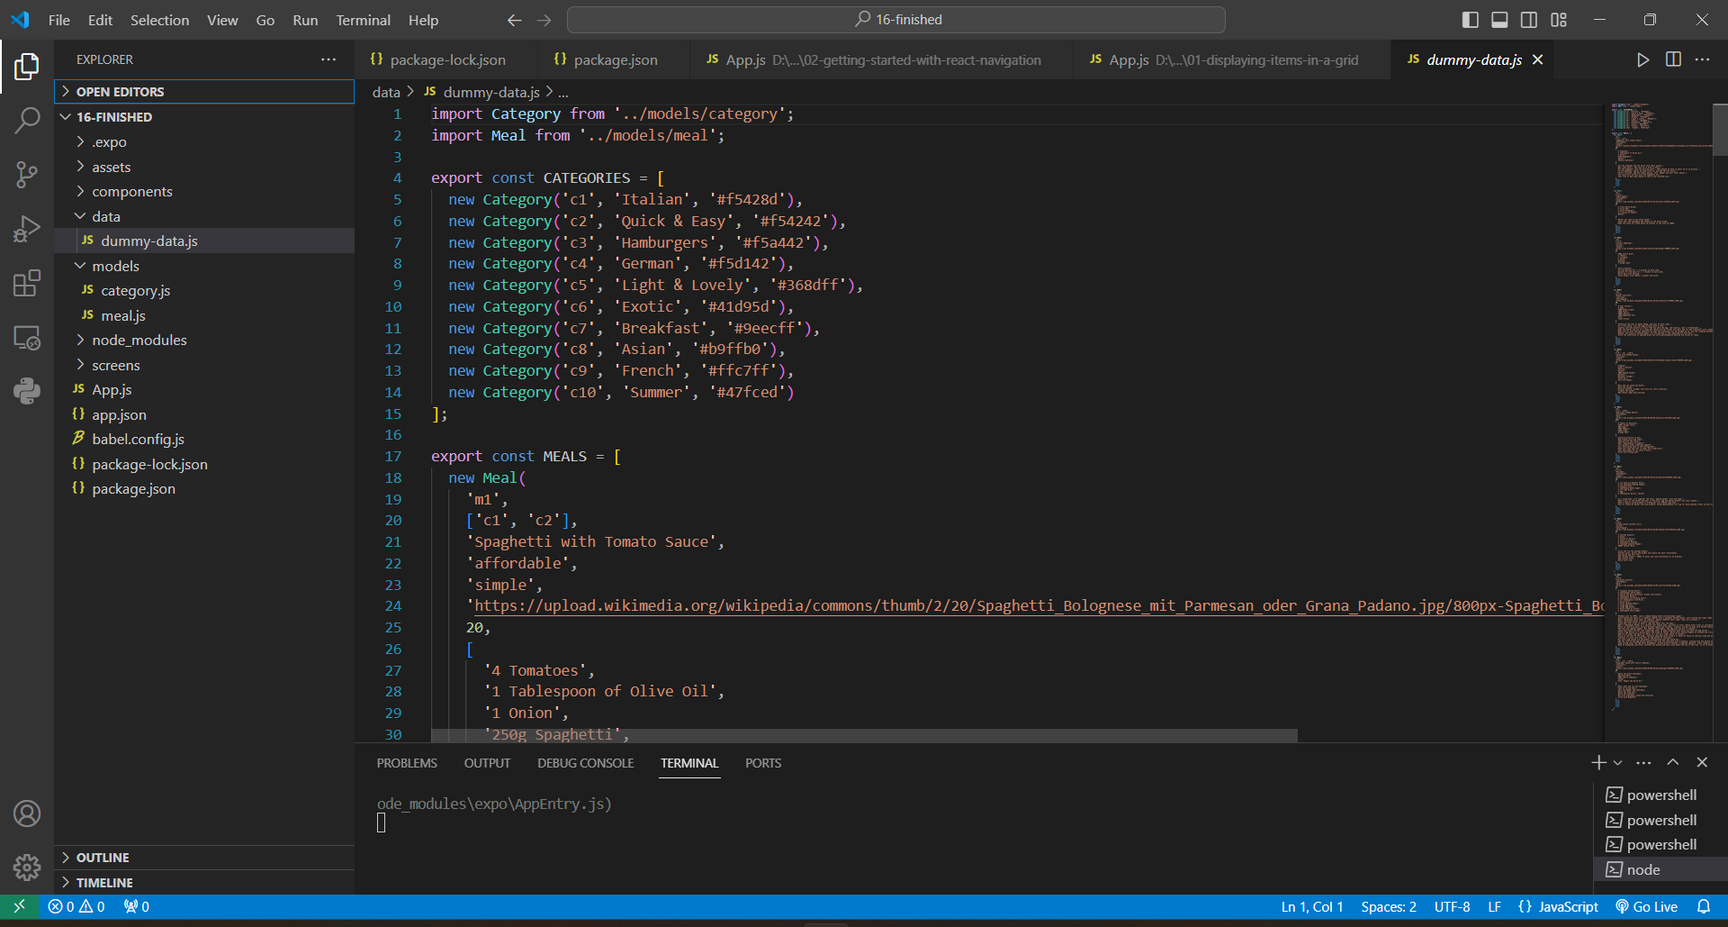 File Edit Selection View Go Run Terminal Help
16-finished
EXPLORER
OPEN EDITORS
16-FINISHED
.expo
assets
components
data
JS dummy-data.js
models
JS category.js
JS meal.js
node_modules
screens
JS App.js
{} app.json
babel.config.js
{} package-lock.json
{} package.json
OUTLINE
TIMELINE
{} package-lock.json
{} package.json
JS App.js D:\...\02-getting-started-with-react-navigation
JS App.js D:\...\01-displaying-items-in-a-grid
JS dummy-data.js
data > JS dummy-data.js > ...
1 import Category from '../models/category';
2 import Meal from '../models/meal';
3
4 export const CATEGORIES = [
5 new Category('c1', 'Italian', '#f5428d'),
6 new Category('c2', 'Quick & Easy', '#f54242'),
7 new Category('c3', 'Hamburgers', '#f5a442'),
8 new Category('c4', 'German', '#f5d142'),
9 new Category('c5', 'Light & Lovely', '#368dff'),
10 new Category('c6', 'Exotic', '#41d95d'),
11 new Category('c7', 'Breakfast', '#9eecff'),
12 new Category('c8', 'Asian', '#b9ffb0'),
13 new Category('c9', 'French', '#ffc7ff'),
14 new Category('c10', 'Summer', '#47fced')
15 ];
16
17 export const MEALS = [
18 new Meal(
19 'm1',
20 ['c1', 'c2'],
21 'Spaghetti with Tomato Sauce',
22 'affordable',
23 'simple',
24 'https://upload.wikimedia.org/wikipedia/commons/thumb/2/20/Spaghetti_Bolognese_mit_Parmesan_oder_Grana_Padano.jpg/800px-Spaghetti_Bo
25 20,
26 [
27 '4 Tomatoes',
28 '1 Tablespoon of Olive Oil',
29 '1 Onion',
30 '250g Spaghetti',
PROBLEMS OUTPUT DEBUG CONSOLE TERMINAL PORTS
ode_modules\expo\AppEntry.js)
powershell
powershell
powershell
node
0 0 0
Ln 1, Col 1 Spaces: 2 UTF-8 LF {} JavaScript Go Live